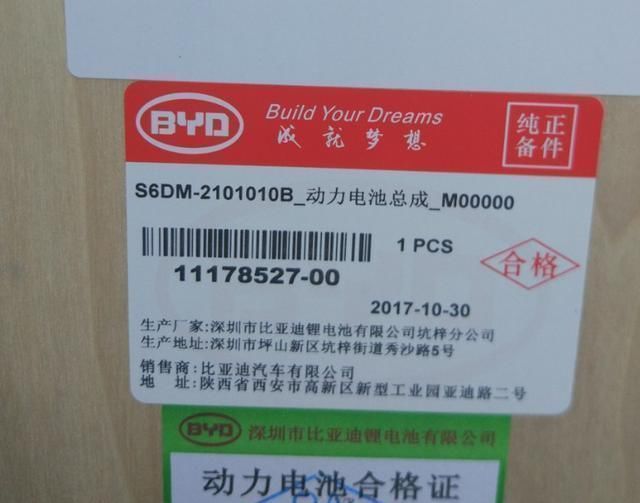 BYD
Build Your Dreams
成就梦想
纯正
备件
S6DM-2101010B_动力电池总成_M00000
1 PCS
合格
11178527-00
2017-10-30
生产厂家:深圳市比亚迪锂电池有限公司坑梓分公司
生产地址:深圳市坪山新区坑梓街道秀沙路5号
销售商:比亚迪汽车有限公司
地 址:陕西省西安市高新区新型工业园亚迪路二号
BYD 深圳市比亚迪锂电池有限公司
动力电池合格证